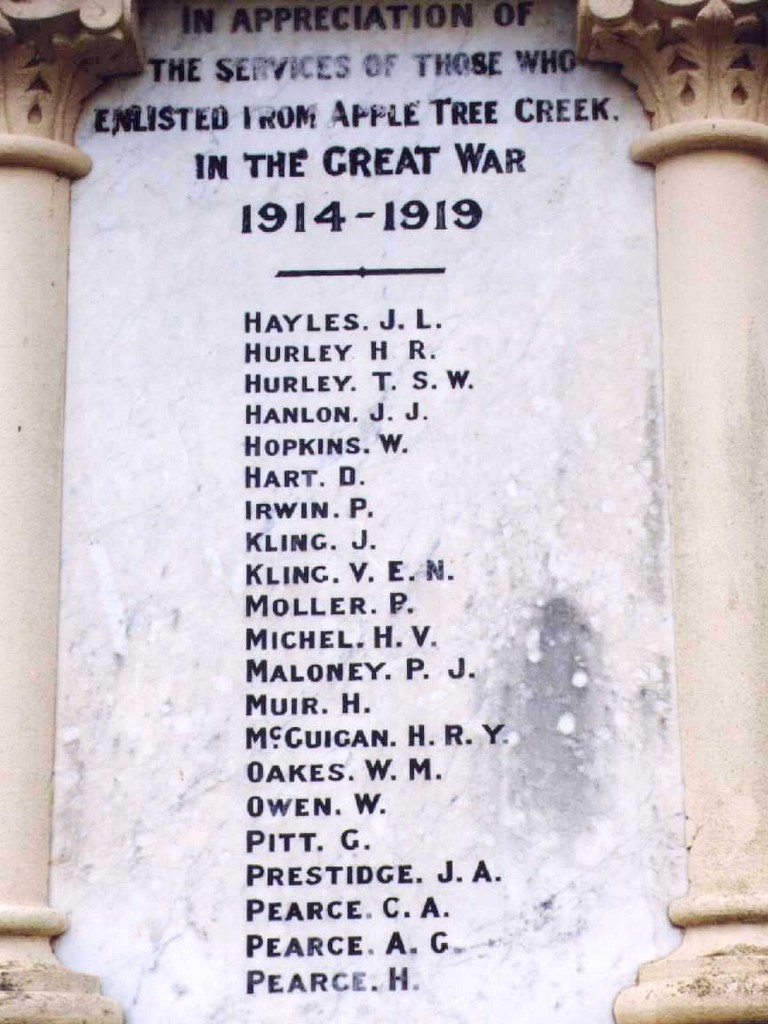 IN APPRECIATION OF
THE SERVICES OF THOSE WHO
ENLISTED FROM APPLE TREE CREEK.
IN THE GREAT WAR
1914-1919
HAYLES. J. L.
HURLEY H R.
HURLEY. T. S. W.
HANLON. J. J.
HOPKINS. W.
HART. D.
IRWIN. P.
KLING. J.
KLING. V. E. N.
MOLLER. P.
MICHEL. H. V.
MALONEY. P. J.
MUIR. H.
McGUIGAN. H. R. Y.
OAKES. W. M.
OWEN. W.
PITT. G.
PRESTIDGE. J. A.
PEARCE. C. A.
PEARCE. A. G.
PEARCE. H.